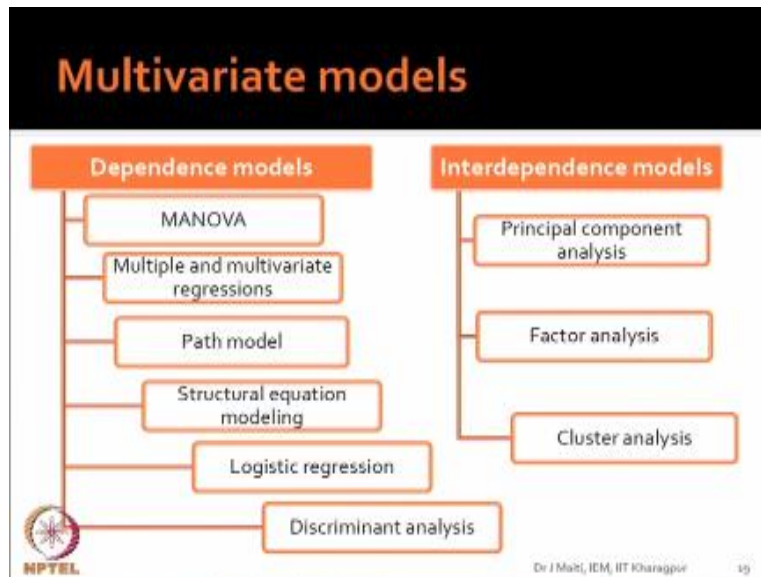 Multivariate models
Dependence models
MANOVA
Multiple and multivariate
regressions
Path model
Structural equation
modeling
Logistic regression
Discriminant analysis
Interdependence models
Principal component
analysis
Factor analysis
Cluster analysis
NPTEL
Dr J Maiti, IEM, IIT Kharagpur
19